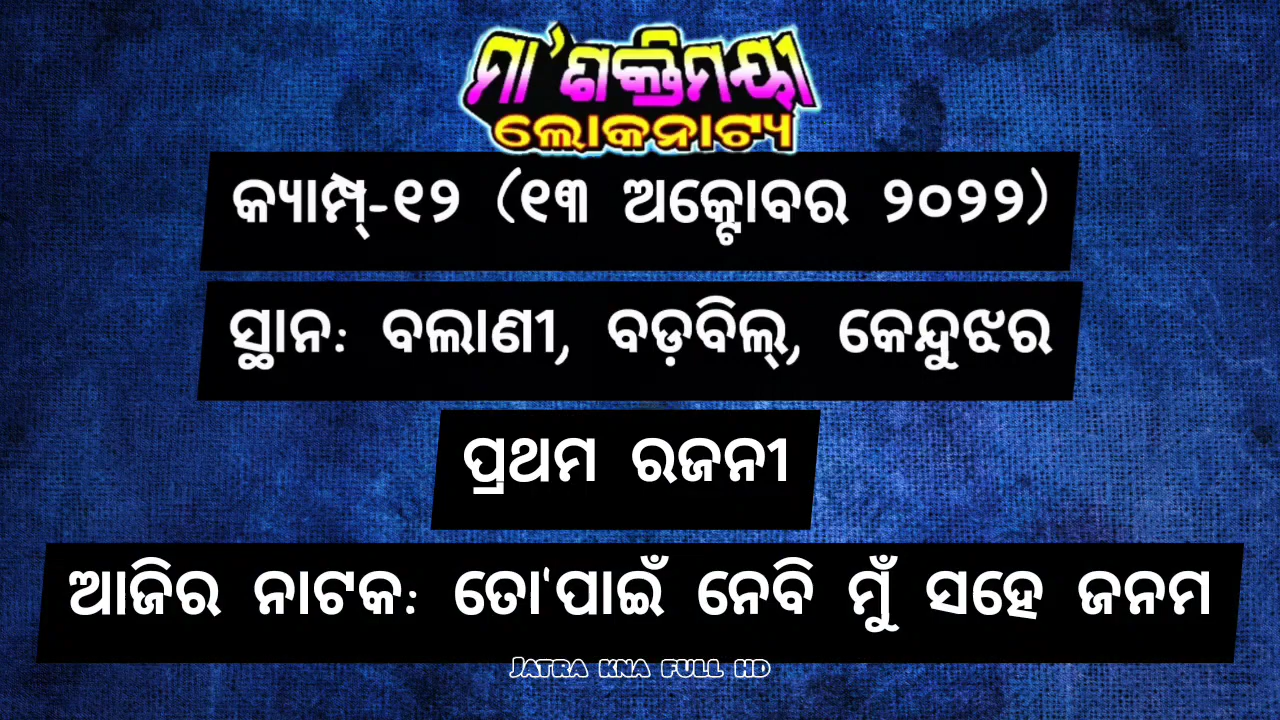 ମା'ଶକ୍ତିମୟୀ
ଲୋକନାଟ୍ୟ
କ୍ୟାମ୍ପ୍-୧୨ (୧୩ ଅକ୍ଟୋବର ୨୦୨୨)
ସ୍ଥାନ: ବଲାଣୀ, ବଡ଼ବିଲ୍, କେନ୍ଦୁଝର
ପ୍ରଥମ ରଜନୀ
ଆଜିର ନାଟକ: ତୋ'ପାଇଁ ନେବି ମୁଁ ସହେ ଜନମ
JATRA KNA FULL HD